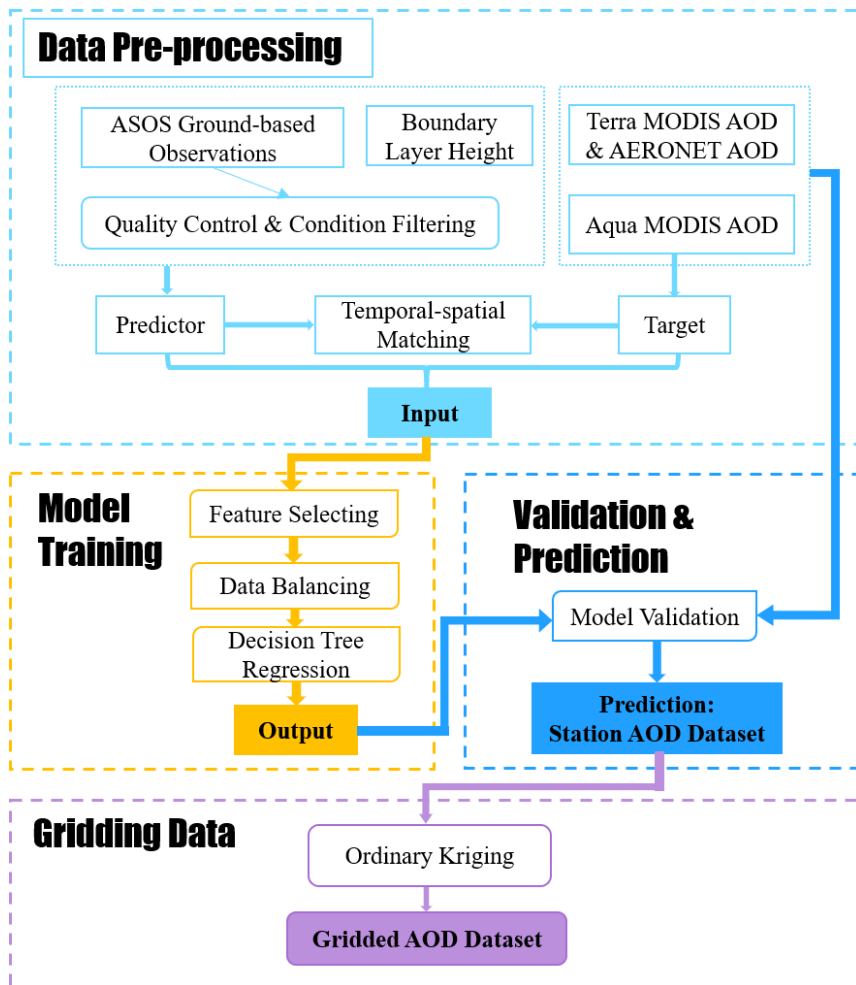 Data Pre-processing
ASOS Ground-based
Observations
Boundary
Layer Height
Terra MODIS AOD
& AERONET AOD
Quality Control & Condition Filtering
Aqua MODIS AOD
Predictor
Temporal-spatial
Matching
Target
Input
Model
Training
Feature Selecting
Data Balancing
Decision Tree
Regression
Output
Validation &
Prediction
Model Validation
Prediction:
Station AOD Dataset
Gridding Data
Ordinary Kriging
Gridded AOD Dataset